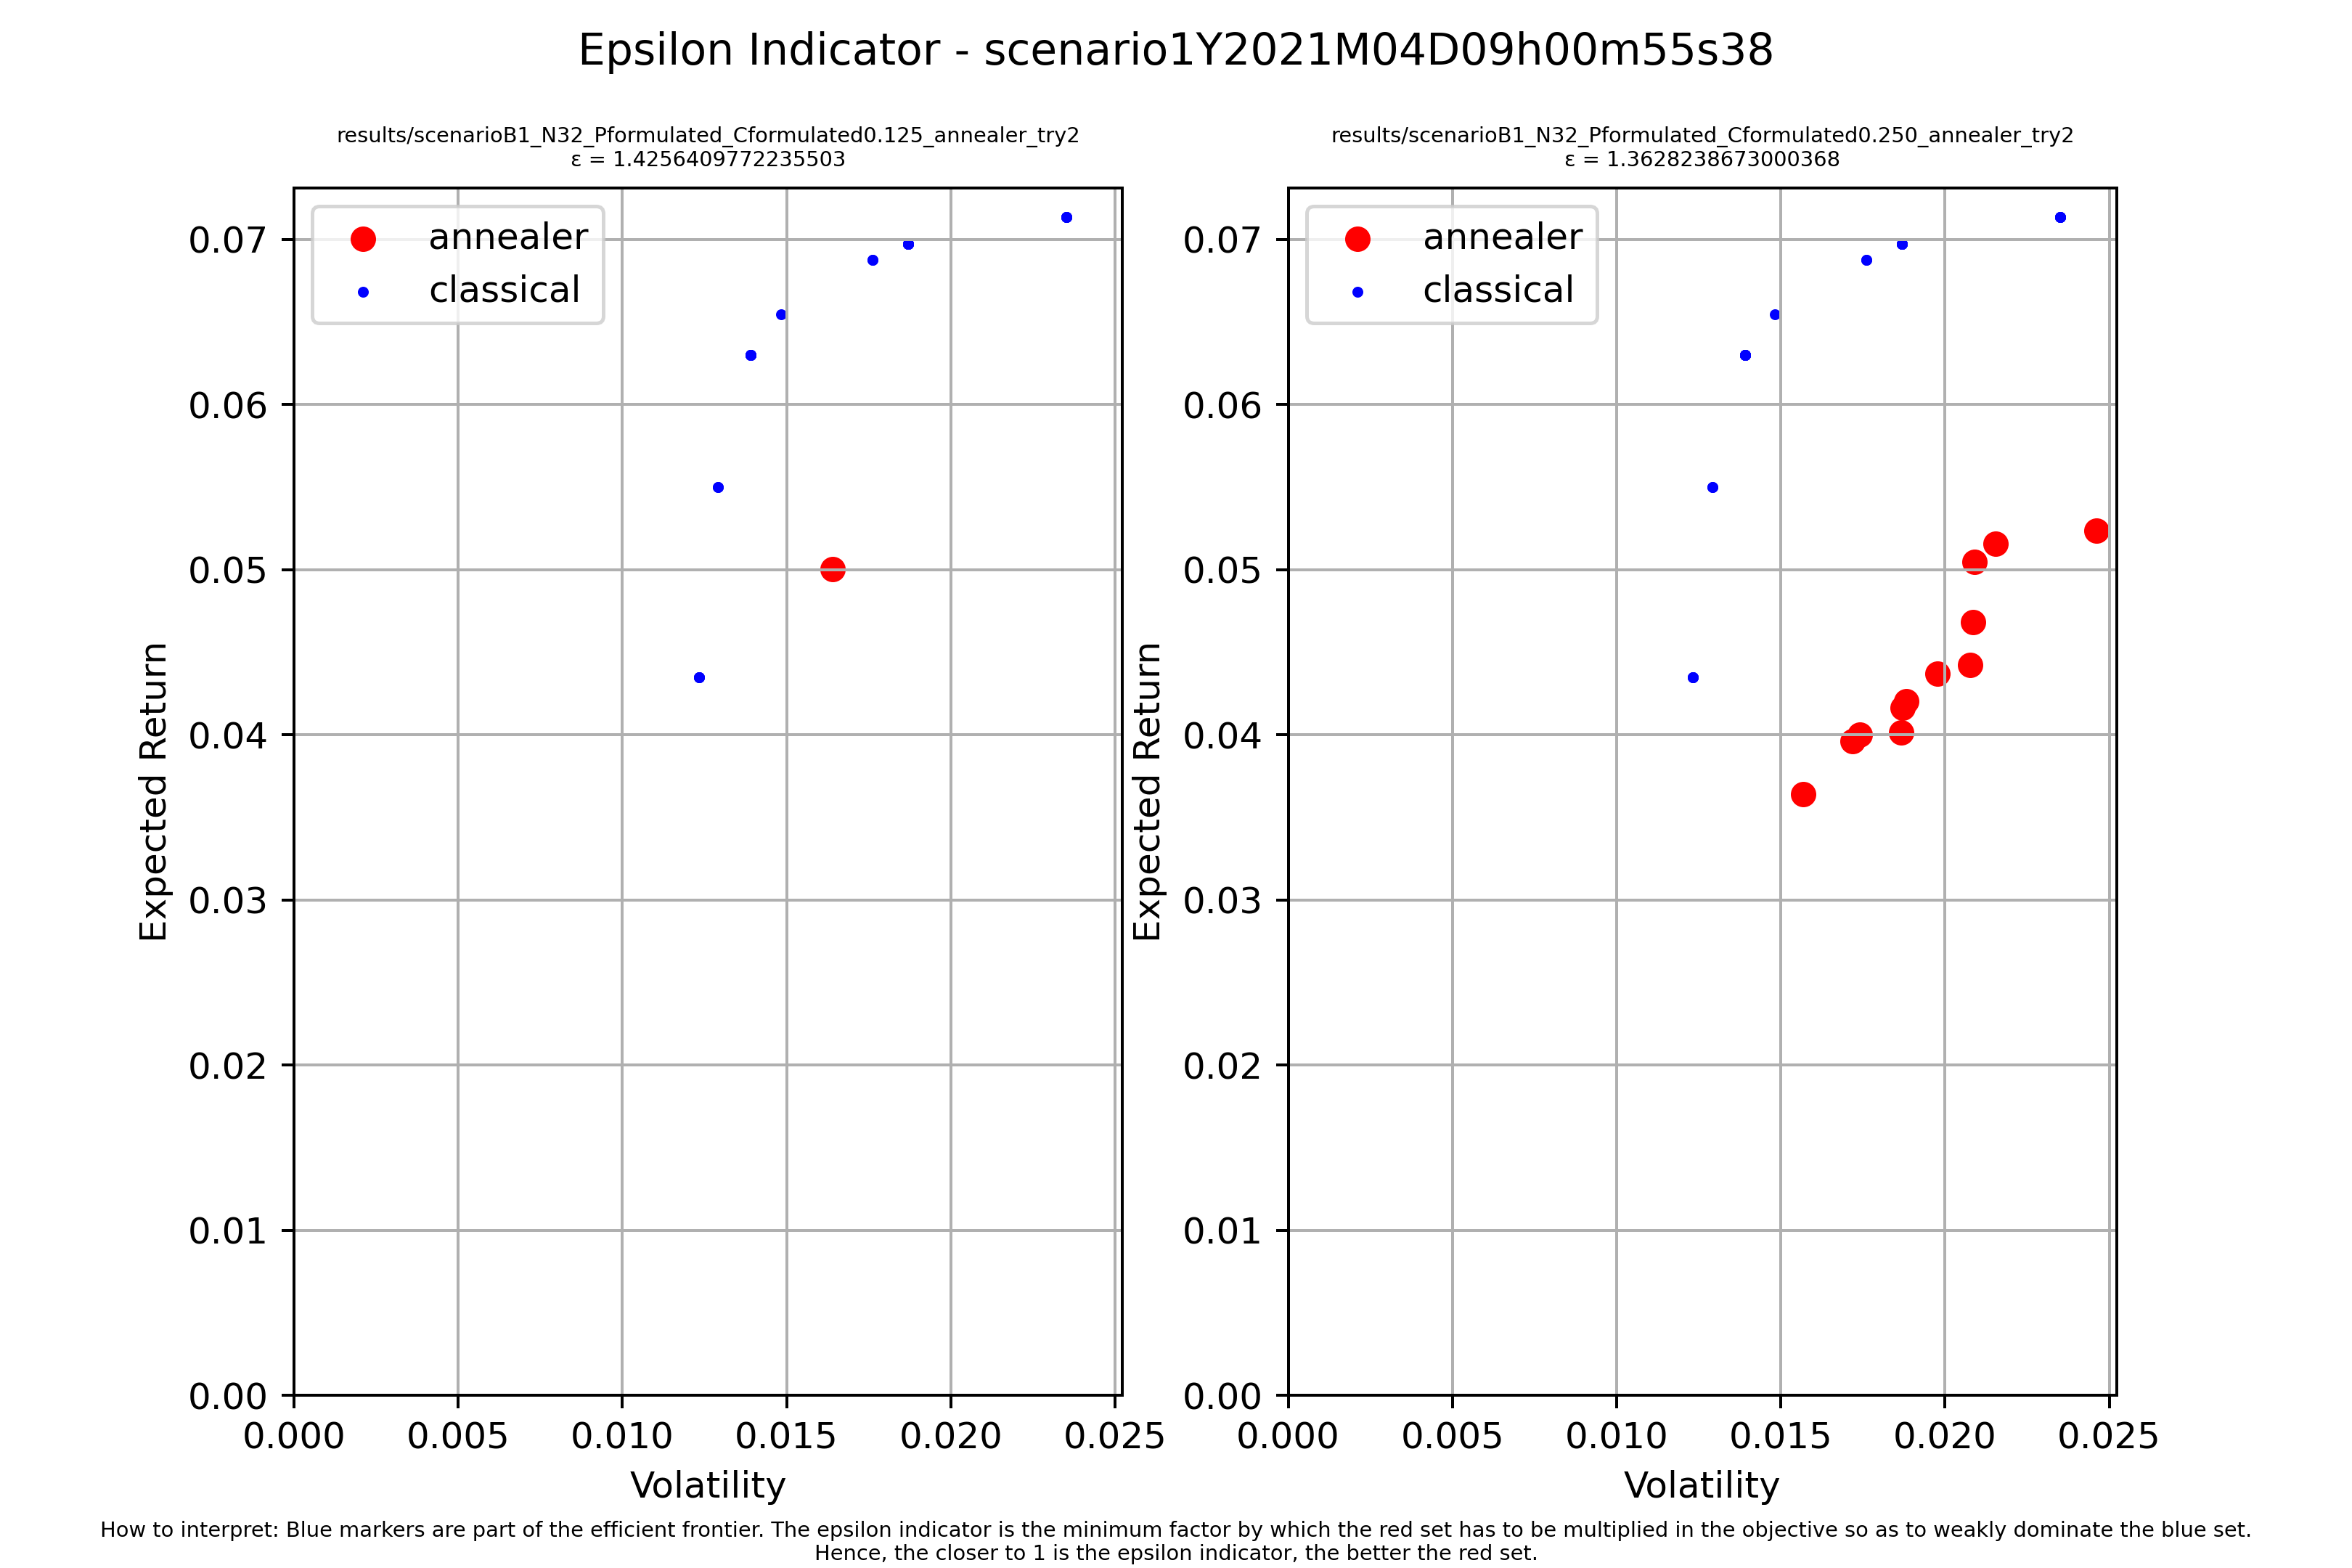 Epsilon Indicator - scenario1Y2021M04D09h00m55s38
results/scenarioB1_N32_Pformulated_Cformulated0.125_annealer_try2
ε = 1.4256409772235503
annealer
classical
0.07
0.06
0.05
0.04
0.03
0.02
0.01
0.00
Expected Return
0.000 0.005 0.010 0.015 0.020 0.025
Volatility
results/scenarioB1_N32_Pformulated_Cformulated0.250_annealer_try2
ε = 1.3628238673000368
annealer
classical
0.07
0.06
0.05
0.04
0.03
0.02
0.01
0.00
Expected Return
0.000 0.005 0.010 0.015 0.020 0.025
Volatility
How to interpret: Blue markers are part of the efficient frontier. The epsilon indicator is the minimum factor by which the red set has to be multiplied in the objective so as to weakly dominate the blue set.
Hence, the closer to 1 is the epsilon indicator, the better the red set.